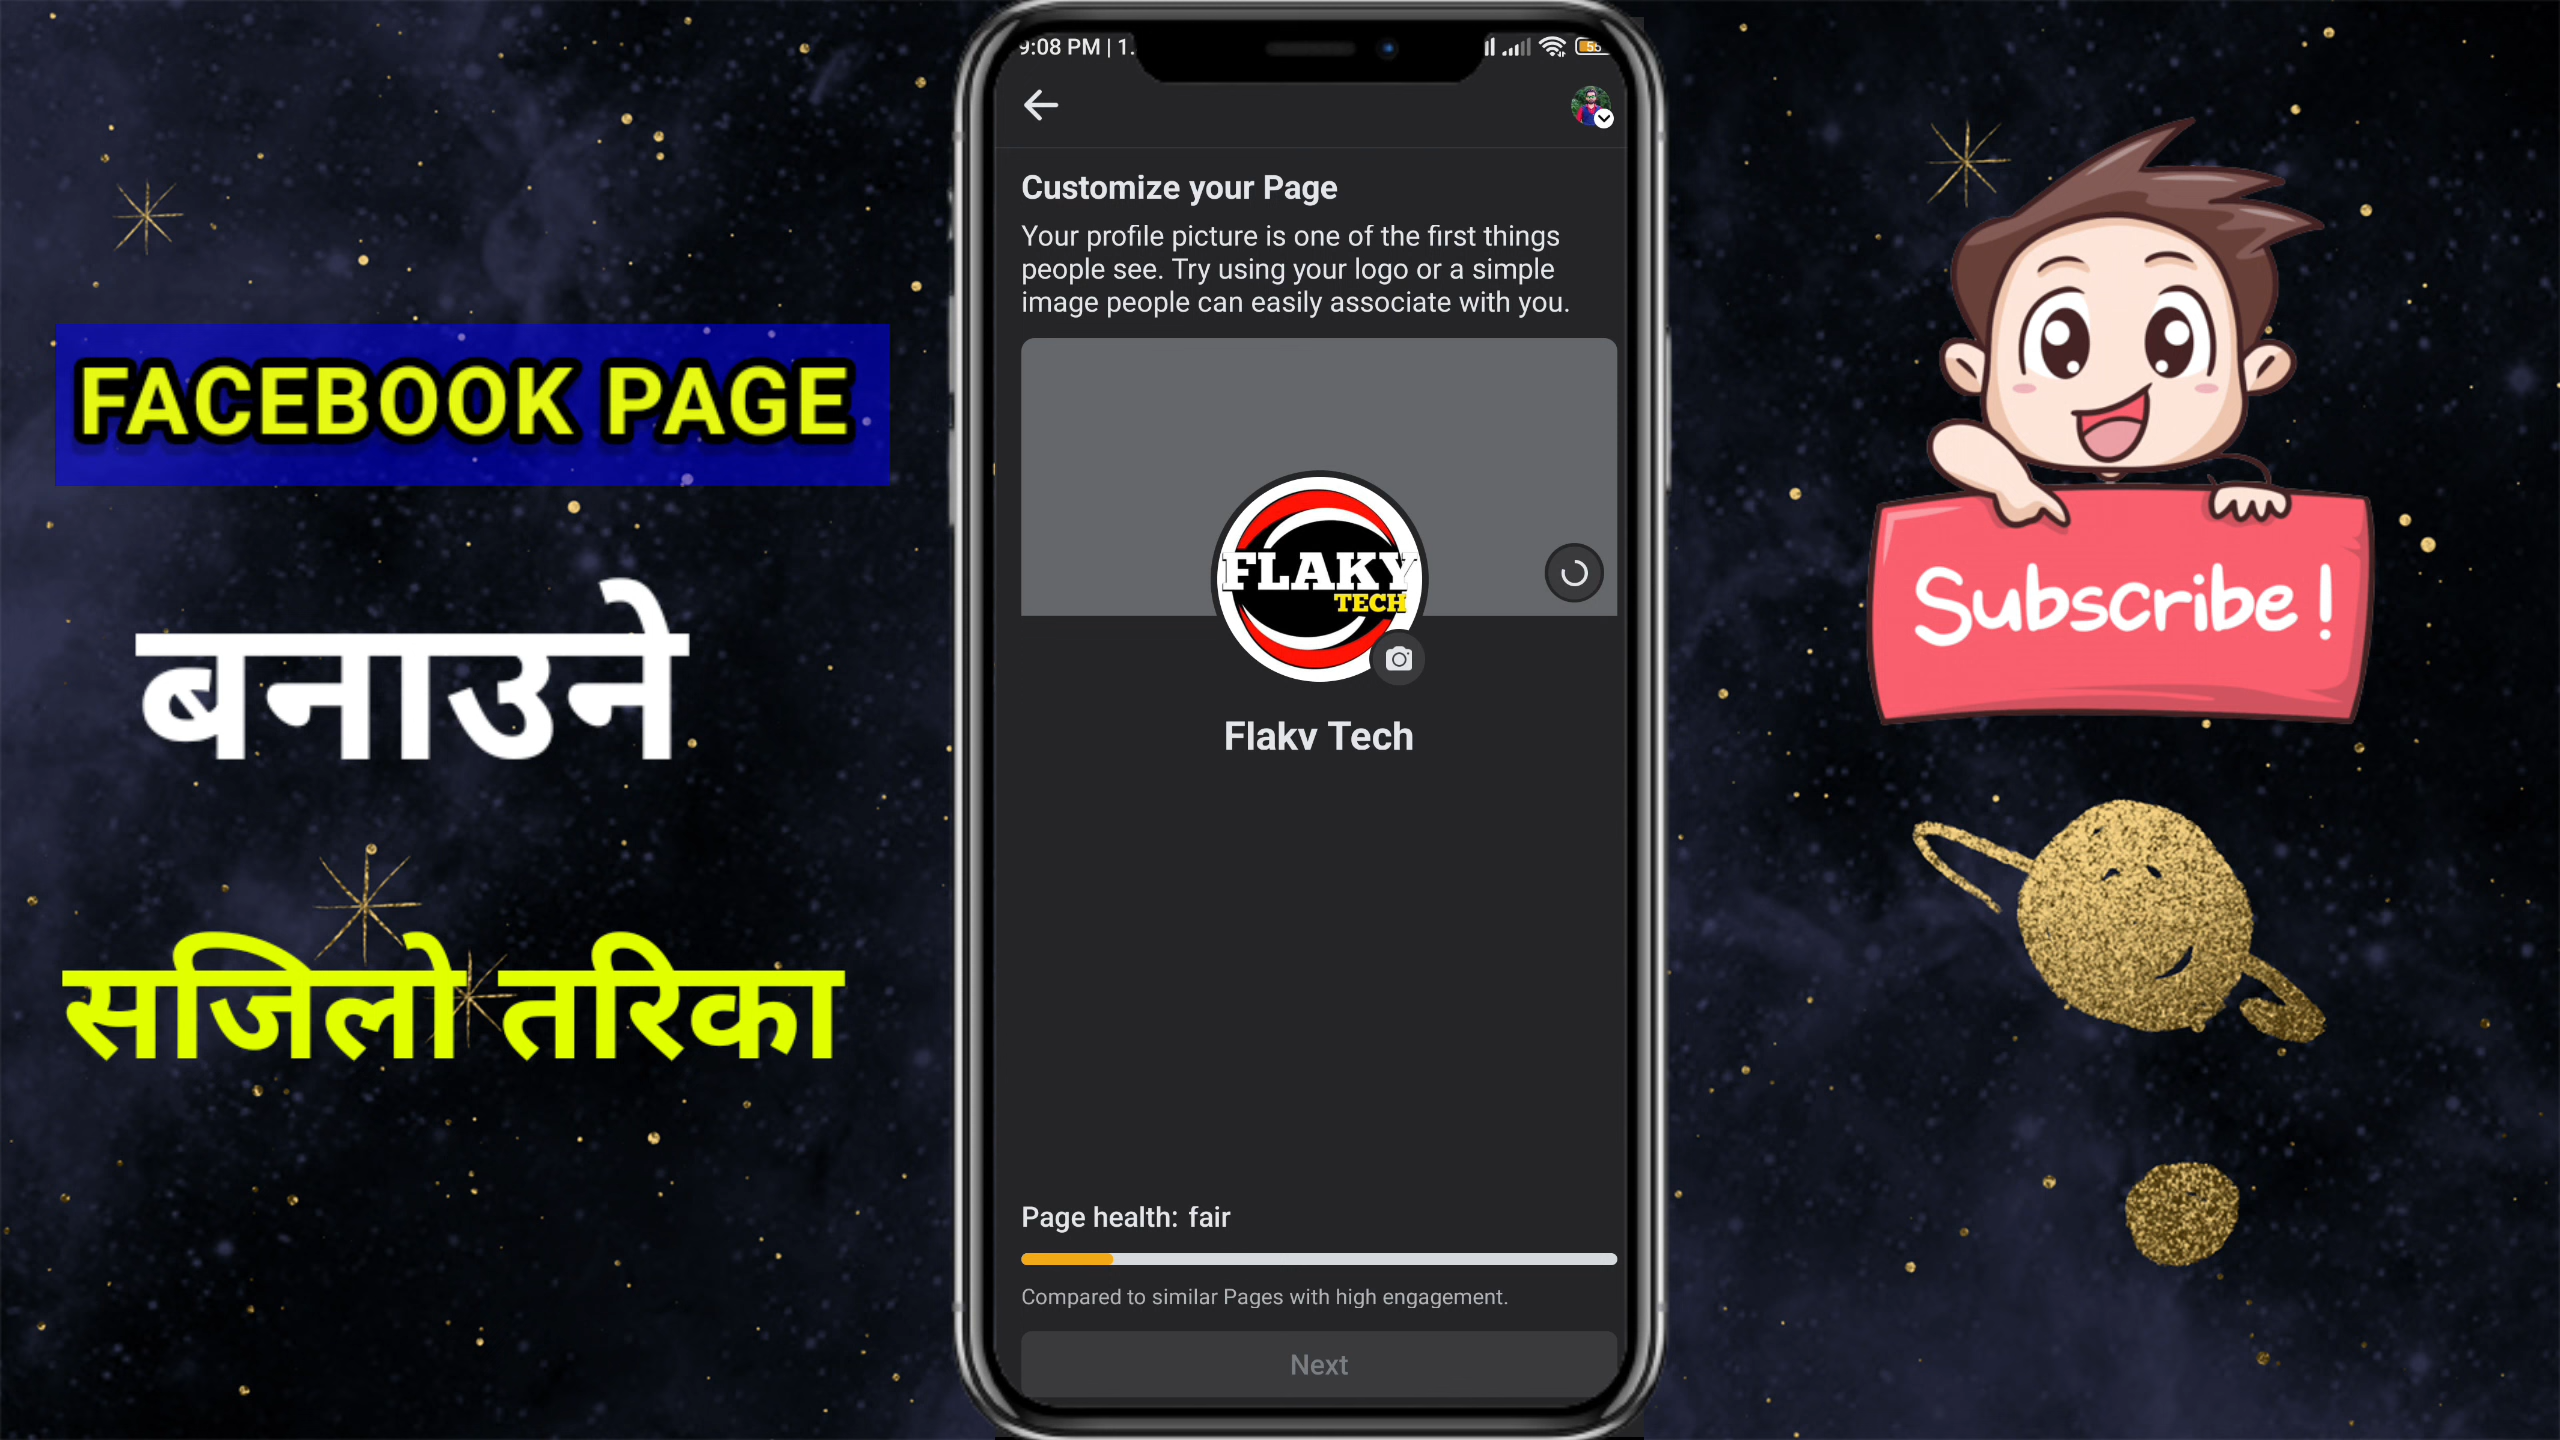 FACEBOOK PAGE
बनाउने
सजिलो तरिका
9:08 PM | 1.
55
Customize your Page
Your profile picture is one of the first things
people see. Try using your logo or a simple
image people can easily associate with you.
FLAKY
TECH
Flaky Tech
Page health: fair
Compared to similar Pages with high engagement.
Next
Subscribe!